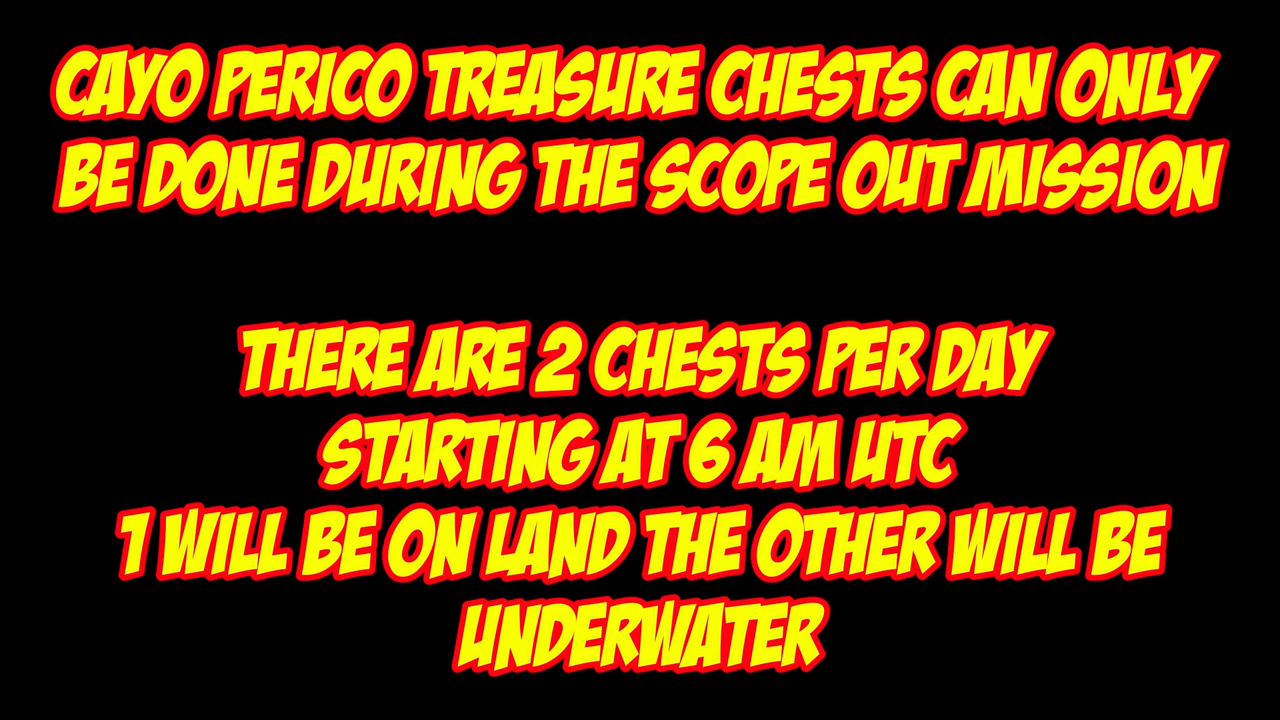 CAYO PERICO TREASURE CHESTS CAN ONLY
BE DONE DURING THE SCOPE OUT MISSION
THERE ARE 2 CHESTS PER DAY
STARTING AT 6 AM UTC
1 WILL BE ON LAND THE OTHER WILL BE
UNDERWATER